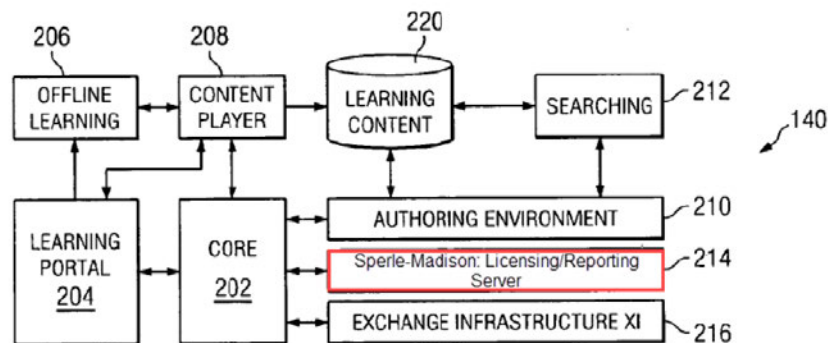 206
208
220
OFFLINE
LEARNING
CONTENT
PLAYER
LEARNING
CONTENT
SEARCHING
212
140
LEARNING
PORTAL
204
CORE
202
AUTHORING ENVIRONMENT
210
Sperle-Madison: Licensing/Reporting
Server
214
EXCHANGE INFRASTRUCTURE XI
216